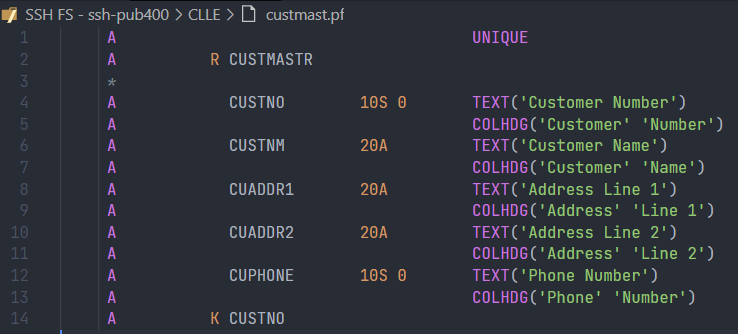 SSH FS - ssh-pub400 > CLLE > custmast.pf
1 A UNIQUE
2 A R CUSTMASTR
3 *
4 A CUSTNO 10S 0 TEXT('Customer Number')
5 A COLHDG('Customer' 'Number')
6 A CUSTNM 20A TEXT('Customer Name')
7 A COLHDG('Customer' 'Name')
8 A CUADDR1 20A TEXT('Address Line 1')
9 A COLHDG('Address' 'Line 1')
10 A CUADDR2 20A TEXT('Address Line 2')
11 A COLHDG('Address' 'Line 2')
12 A CUPHONE 10S 0 TEXT('Phone Number')
13 A COLHDG('Phone' 'Number')
14 A K CUSTNO